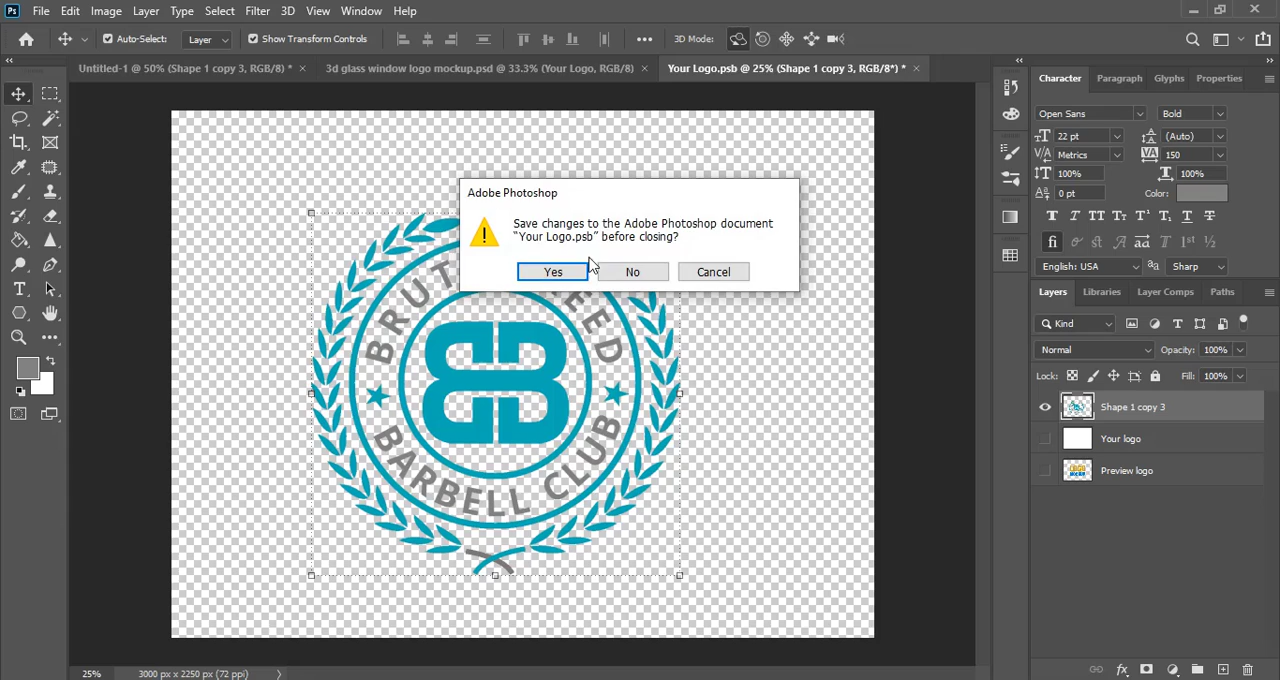 Ps File Edit Image Layer Type Select Filter 3D View Window Help
Auto-Select: Layer Show Transform Controls 3D Mode:
Untitled-1 @ 50% (Shape 1 copy 3, RGB/8) * × 3d glass window logo mockup.psd @ 33.3% (Your Logo, RGB/8) × Your Logo.psb @ 25% (Shape 1 copy 3, RGB/8*) * ×
Character Paragraph Glyphs Properties
Open Sans Bold
22 pt (Auto)
Metrics 150
100% 100%
0 pt Color:
English: USA Sharp
Layers Libraries Layer Comps Paths
Kind
Normal Opacity: 100%
Lock: Fill: 100%
Shape 1 copy 3
Your logo
Preview logo
Adobe Photoshop
Save changes to the Adobe Photoshop document
“Your Logo.psb” before closing?
Yes No Cancel
BRUT EED
BB
BARBELL CLUB
25% 3000 px x 2250 px (72 ppi)